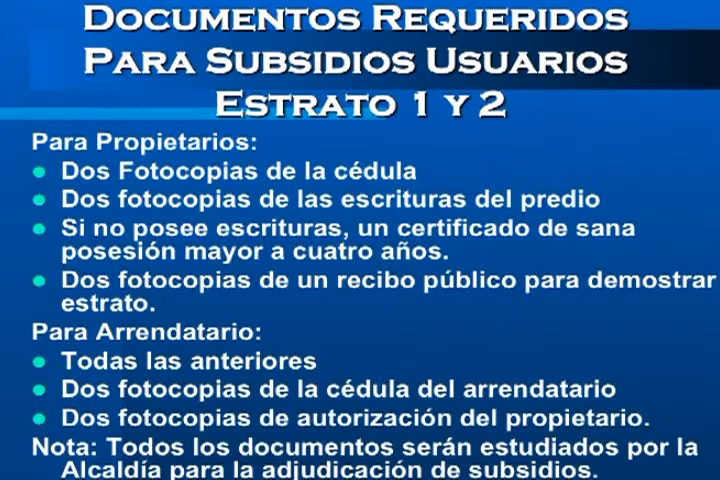 DOCUMENTOS REQUERIDOS
PARA SUBSIDIOS USUARIOS
ESTRATO 1 Y 2
Para Propietarios:
• Dos Fotocopias de la cédula
• Dos fotocopias de las escrituras del predio
• Si no posee escrituras, un certificado de sana
posesión mayor a cuatro años.
• Dos fotocopias de un recibo público para demostrar
estrato.
Para Arrendatario:
• Todas las anteriores
• Dos fotocopias de la cédula del arrendatario
• Dos fotocopias de autorización del propietario.
Nota: Todos los documentos serán estudiados por la
Alcaldía para la adjudicación de subsidios.